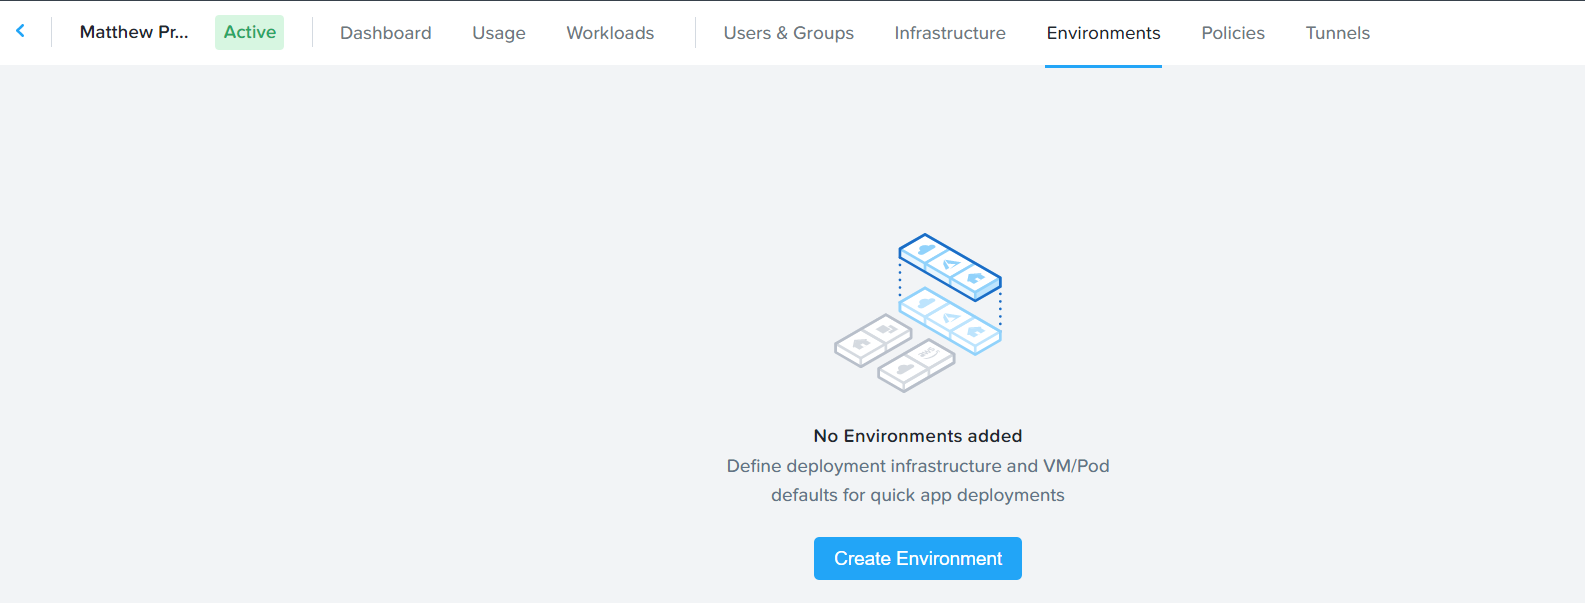 Matthew Pr... Active Dashboard Usage Workloads Users & Groups Infrastructure Environments Policies Tunnels
aws
No Environments added
Define deployment infrastructure and VM/Pod
defaults for quick app deployments
Create Environment